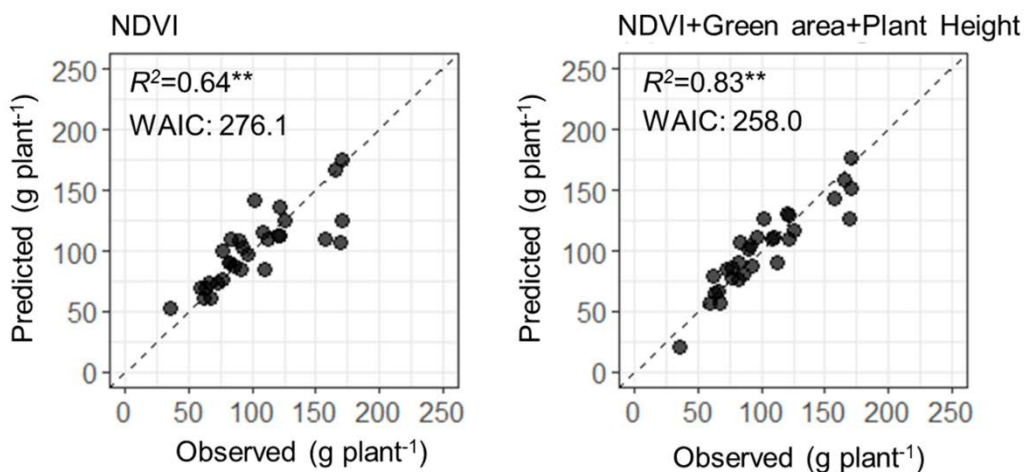 NDVI
R²=0.64**
WAIC: 276.1
Predicted (g plant⁻¹)
250
200
150
100
50
0
0 50 100 150 200 250
Observed (g plant⁻¹)
NDVI+Green area+Plant Height
R²=0.83**
WAIC: 258.0
Predicted (g plant⁻¹)
250
200
150
100
50
0
0 50 100 150 200 250
Observed (g plant⁻¹)